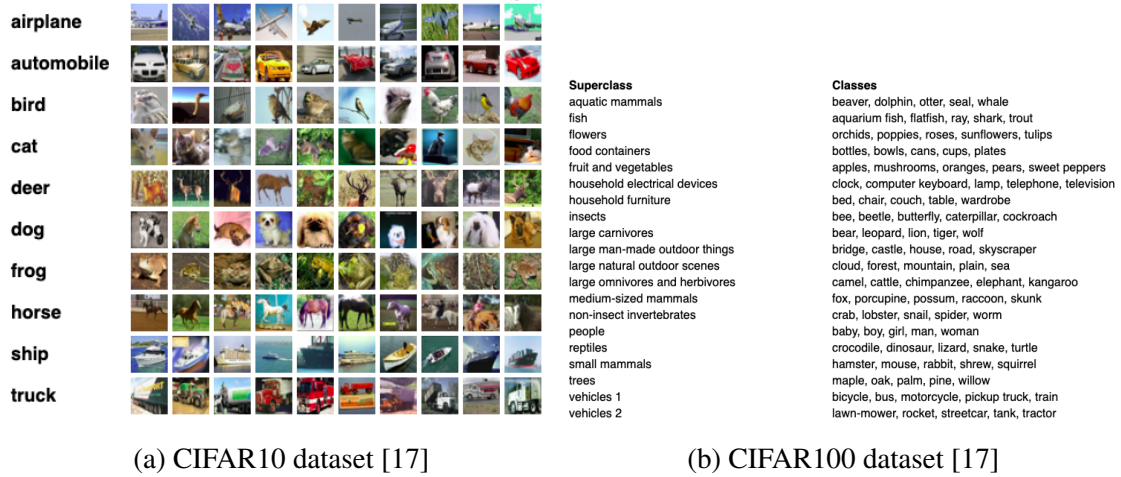 airplane
automobile
bird
cat
deer
dog
frog
horse
ship
truck
(a) CIFAR10 dataset [17]
Superclass Classes
aquatic mammals beaver, dolphin, otter, seal, whale
fish aquarium fish, flatfish, ray, shark, trout
flowers orchids, poppies, roses, sunflowers, tulips
food containers bottles, bowls, cans, cups, plates
fruit and vegetables apples, mushrooms, oranges, pears, sweet peppers
household electrical devices clock, computer keyboard, lamp, telephone, television
household furniture bed, chair, couch, table, wardrobe
insects bee, beetle, butterfly, caterpillar, cockroach
large carnivores bear, leopard, lion, tiger, wolf
large man-made outdoor things bridge, castle, house, road, skyscraper
large natural outdoor scenes cloud, forest, mountain, plain, sea
large omnivores and herbivores camel, cattle, chimpanzee, elephant, kangaroo
medium-sized mammals fox, porcupine, possum, raccoon, skunk
non-insect invertebrates crab, lobster, snail, spider, worm
people baby, boy, girl, man, woman
reptiles crocodile, dinosaur, lizard, snake, turtle
small mammals hamster, mouse, rabbit, shrew, squirrel
trees maple, oak, palm, pine, willow
vehicles 1 bicycle, bus, motorcycle, pickup truck, train
vehicles 2 lawn-mower, rocket, streetcar, tank, tractor
(b) CIFAR100 dataset [17]